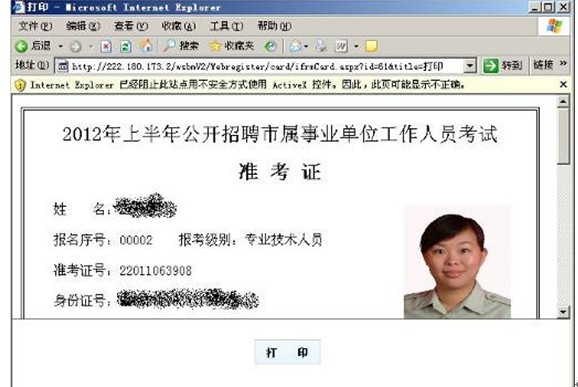 打印 - Microsoft Internet Explorer
文件(F) 编辑(E) 查看(V) 收藏(A) 工具(T) 帮助(H)
后退 搜索 收藏夹
地址(D) http://222.180.173.2/wsbmV2/Webregister/card/ifrmCard.aspx?id=61&title=打印 转到 链接 »
Internet Explorer 已经阻止此站点用不安全方式使用 ActiveX 控件。因此，此页可能显示不正确。
2012年上半年公开招聘市属事业单位工作人员考试
准 考 证
姓 名：
报名序号：00002 报考级别：专业技术人员
准考证号：22011063908
身份证号：
打 印